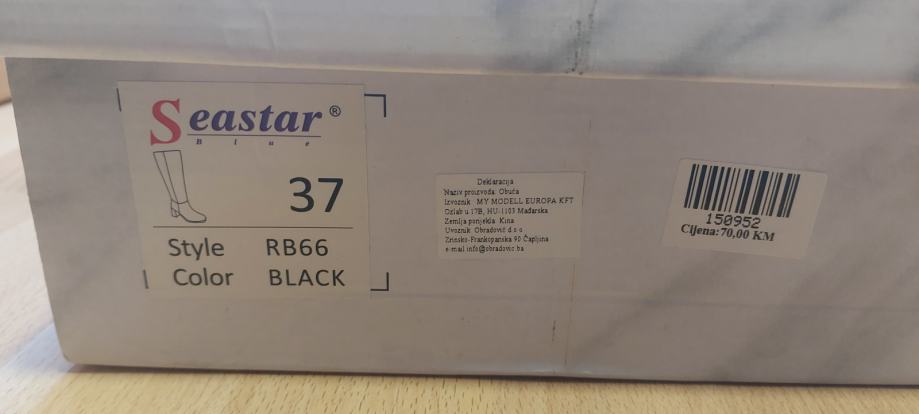 Seastar®
Blue
37
Style RB66
Color BLACK
Deklaracija
Naziv proizvoda: Obuća
Izvoznik: MY MODELL EUROPA KFT
Ozlab u 17B, HU-1103 Mađarska
Zemlja porijekla: Kina
Uvoznik: Obradović d.o.o
Zrinsko-Frankopanska 90 Čapljina
e-mail info@obradovic.ba
150952
Cijena:70,00 KM